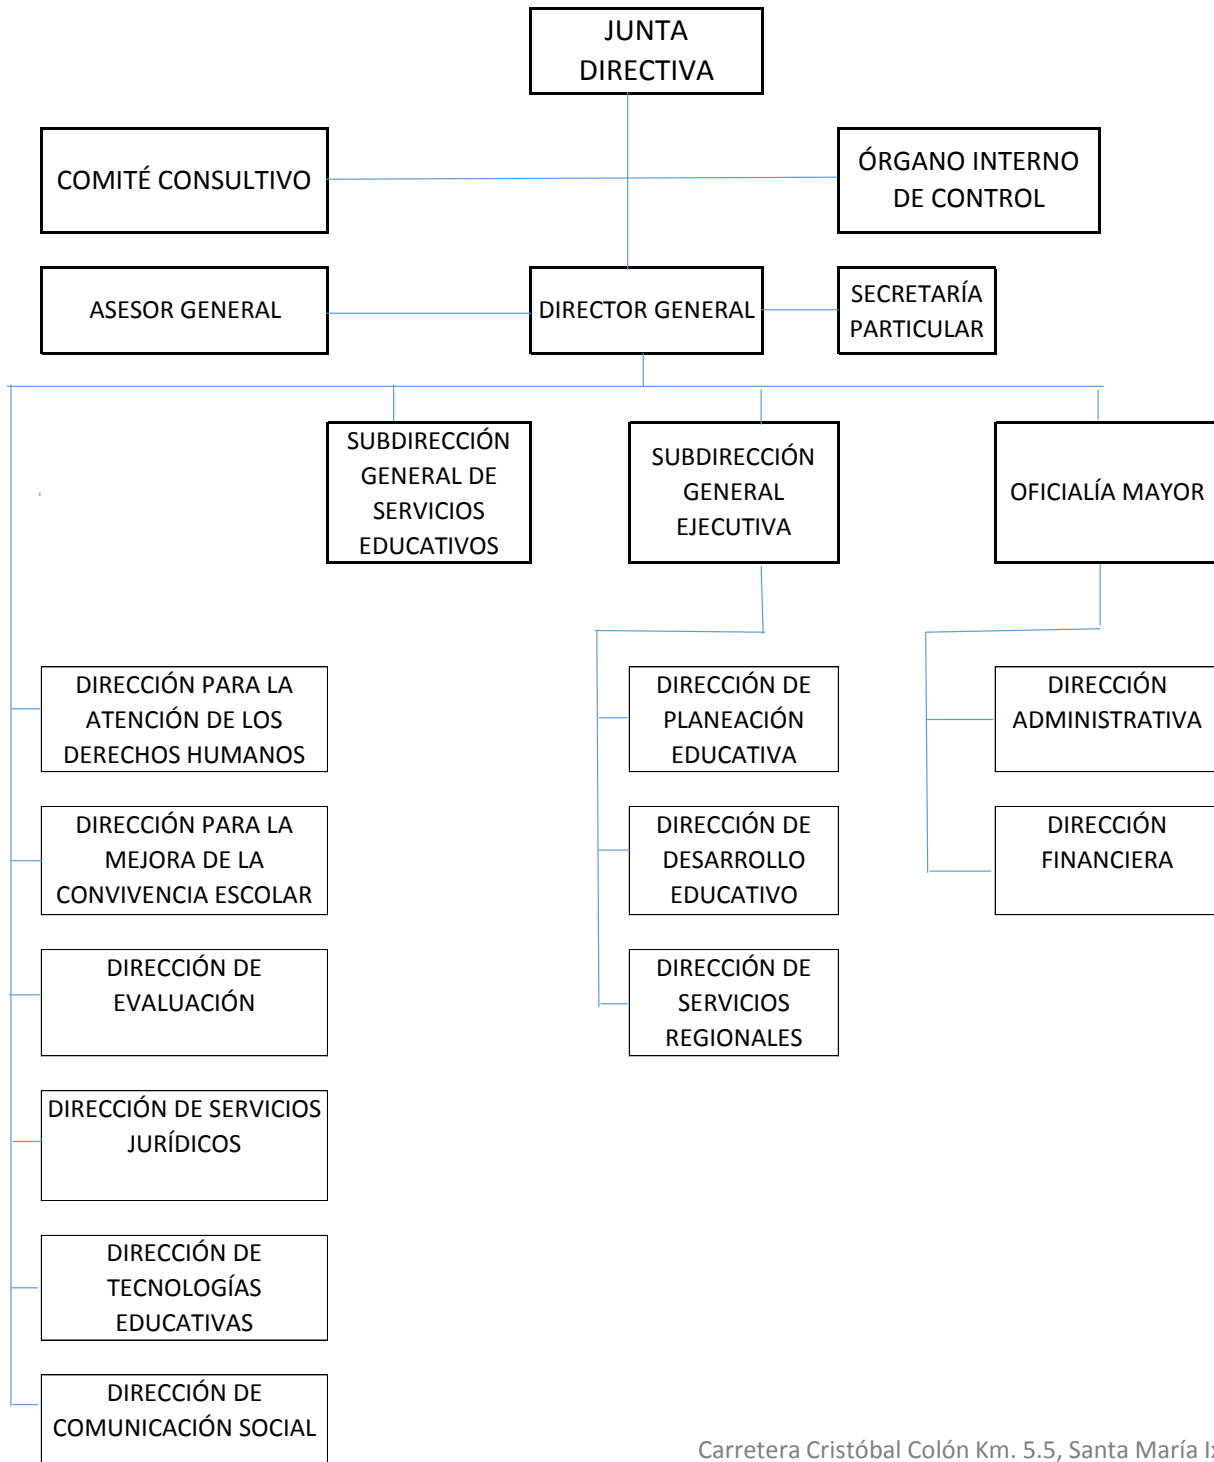 JUNTA
DIRECTIVA
COMITÉ CONSULTIVO
ÓRGANO INTERNO
DE CONTROL
ASESOR GENERAL
DIRECTOR GENERAL
SECRETARÍA
PARTICULAR
SUBDIRECCIÓN
GENERAL DE
SERVICIOS
EDUCATIVOS
SUBDIRECCIÓN
GENERAL
EJECUTIVA
OFICIALÍA MAYOR
DIRECCIÓN PARA LA
ATENCIÓN DE LOS
DERECHOS HUMANOS
DIRECCIÓN DE
PLANEACIÓN
EDUCATIVA
DIRECCIÓN
ADMINISTRATIVA
DIRECCIÓN PARA LA
MEJORA DE LA
CONVIVENCIA ESCOLAR
DIRECCIÓN DE
DESARROLLO
EDUCATIVO
DIRECCIÓN
FINANCIERA
DIRECCIÓN DE
EVALUACIÓN
DIRECCIÓN DE
SERVICIOS
REGIONALES
DIRECCIÓN DE SERVICIOS
JURÍDICOS
DIRECCIÓN DE
TECNOLOGÍAS
EDUCATIVAS
DIRECCIÓN DE
COMUNICACIÓN SOCIAL
Carretera Cristóbal Colón Km. 5.5, Santa María